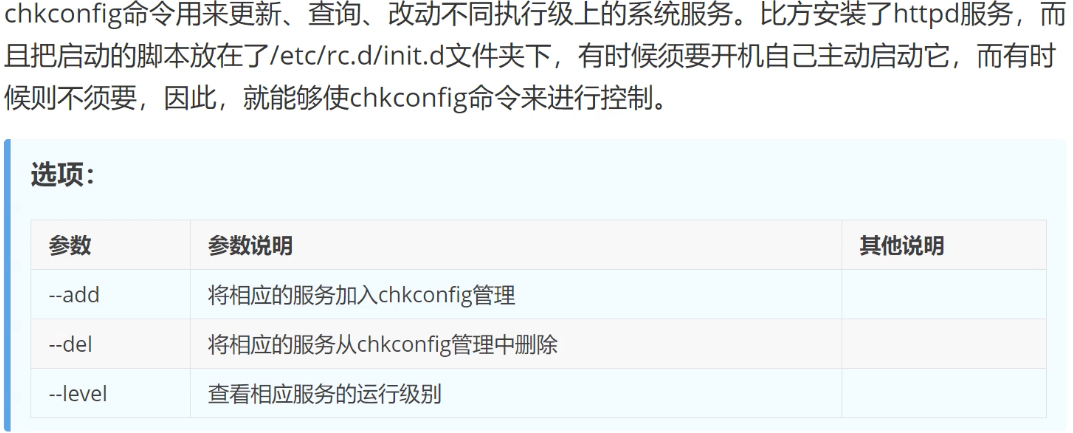 chkconfig命令用来更新、查询、改动不同执行级上的系统服务。比方安装了httpd服务，而
且把启动的脚本放在了/etc/rc.d/init.d文件夹下，有时候须要开机自己主动启动它，而有时
候则不须要，因此，就能够使chkconfig命令来进行控制。
选项：
参数 参数说明 其他说明
--add 将相应的服务加入chkconfig管理
--del 将相应的服务从chkconfig管理中删除
--level 查看相应服务的运行级别